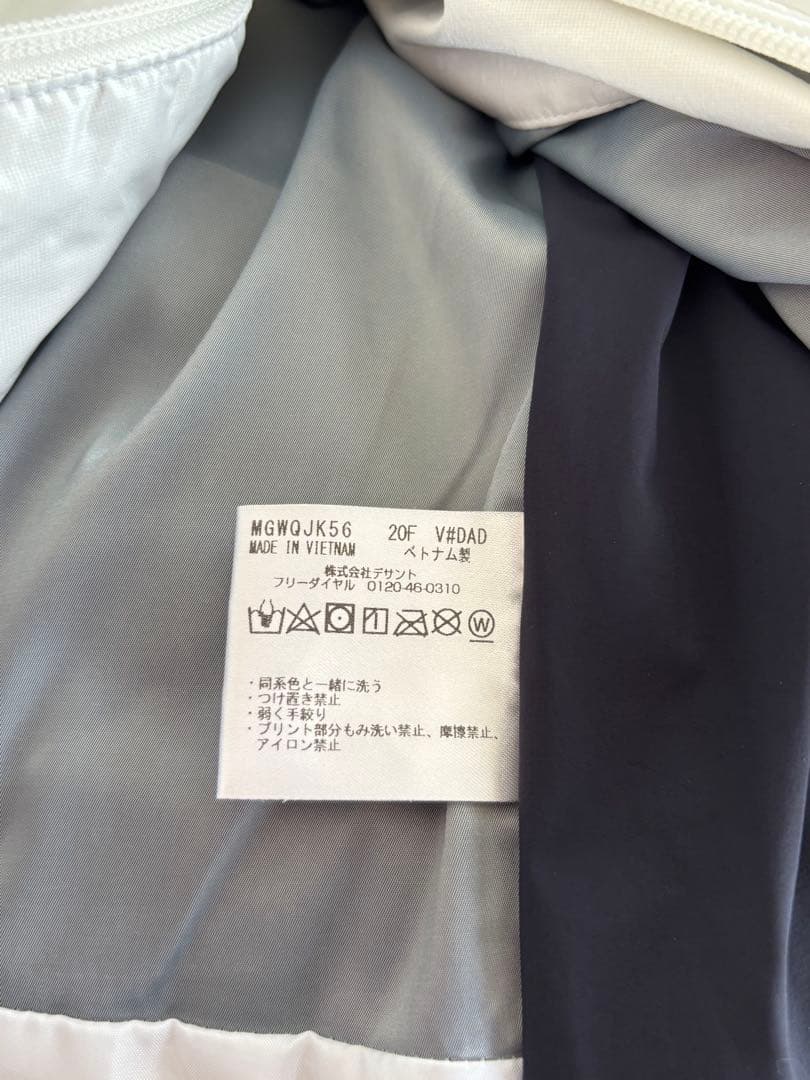 MGWQJK56 20F V#DAD
MADE IN VIETNAM ベトナム製
株式会社デサント
フリーダイヤル 0120-46-0310
W
・同系色と一緒に洗う
・つけ置き禁止
・弱く手絞り
・プリント部分もみ洗い禁止、摩擦禁止、
アイロン禁止